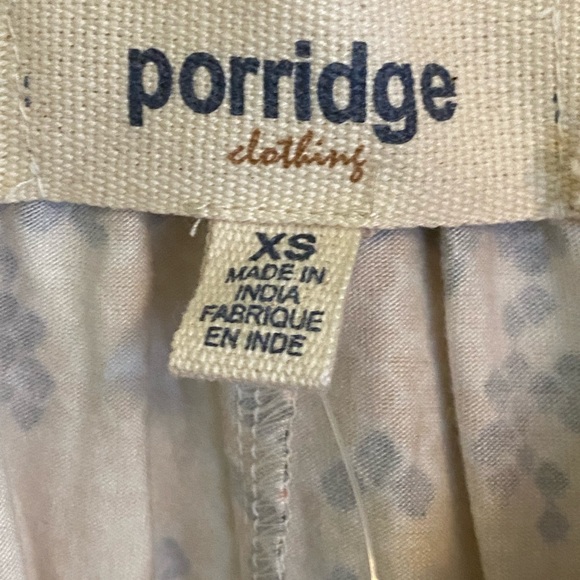 porridge
clothing
XS
MADE IN
INDIA
FABRIQUE
EN INDE